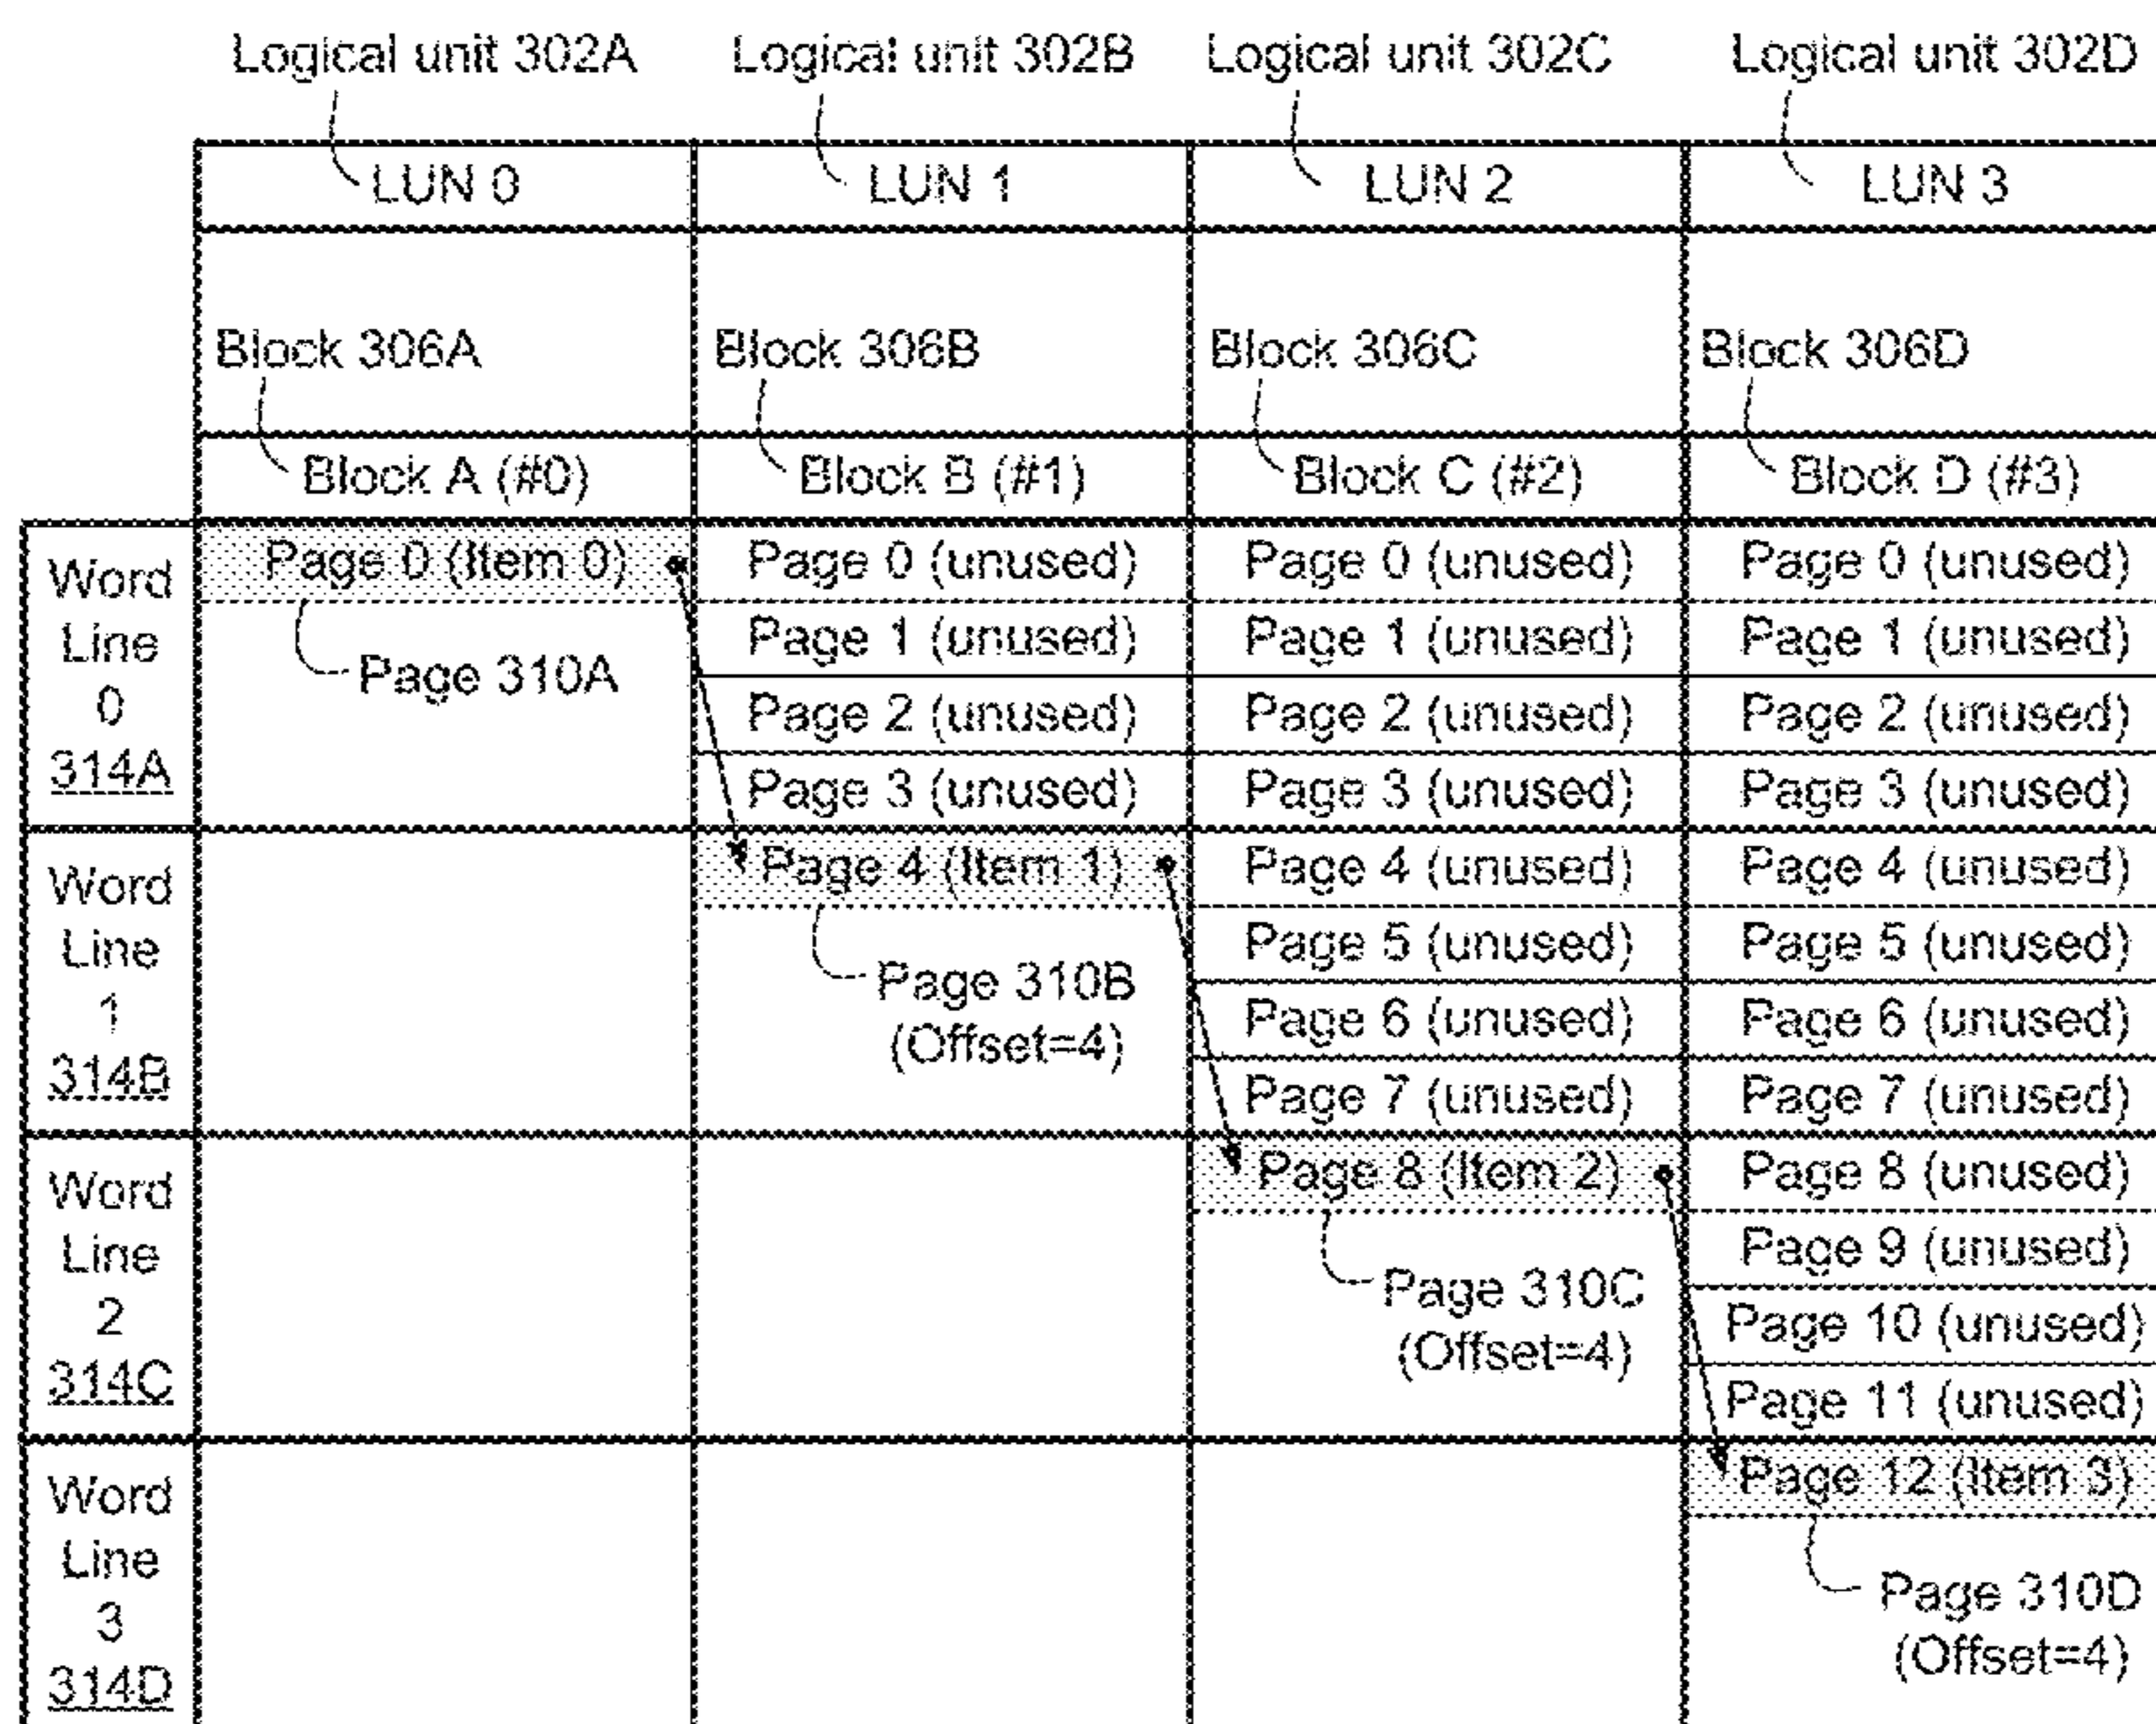 Logical unit 302A Logical unit 302B Logical unit 302C Logical unit 302D
LUN 0 LUN 1 LUN 2 LUN 3
Block 306A Block 306B Block 306C Block 306D
Block A (#0) Block B (#1) Block C (#2) Block D (#3)
Word
Line
0
314A
Page 0 (Item 0) Page 0 (unused) Page 0 (unused) Page 0 (unused)
Page 1 (unused) Page 1 (unused) Page 1 (unused)
Page 310A
Page 2 (unused) Page 2 (unused) Page 2 (unused)
Page 3 (unused) Page 3 (unused) Page 3 (unused)
Word
Line
1
314B
Page 4 (Item 1) Page 4 (unused) Page 4 (unused)
Page 5 (unused) Page 5 (unused)
Page 310B
(Offset=4)
Page 6 (unused) Page 6 (unused)
Page 7 (unused) Page 7 (unused)
Word
Line
2
314C
Page 8 (Item 2) Page 8 (unused)
Page 9 (unused)
Page 310C
(Offset=4)
Page 10 (unused)
Page 11 (unused)
Word
Line
3
314D
Page 12 (Item 3)
Page 310D
(Offset=4)